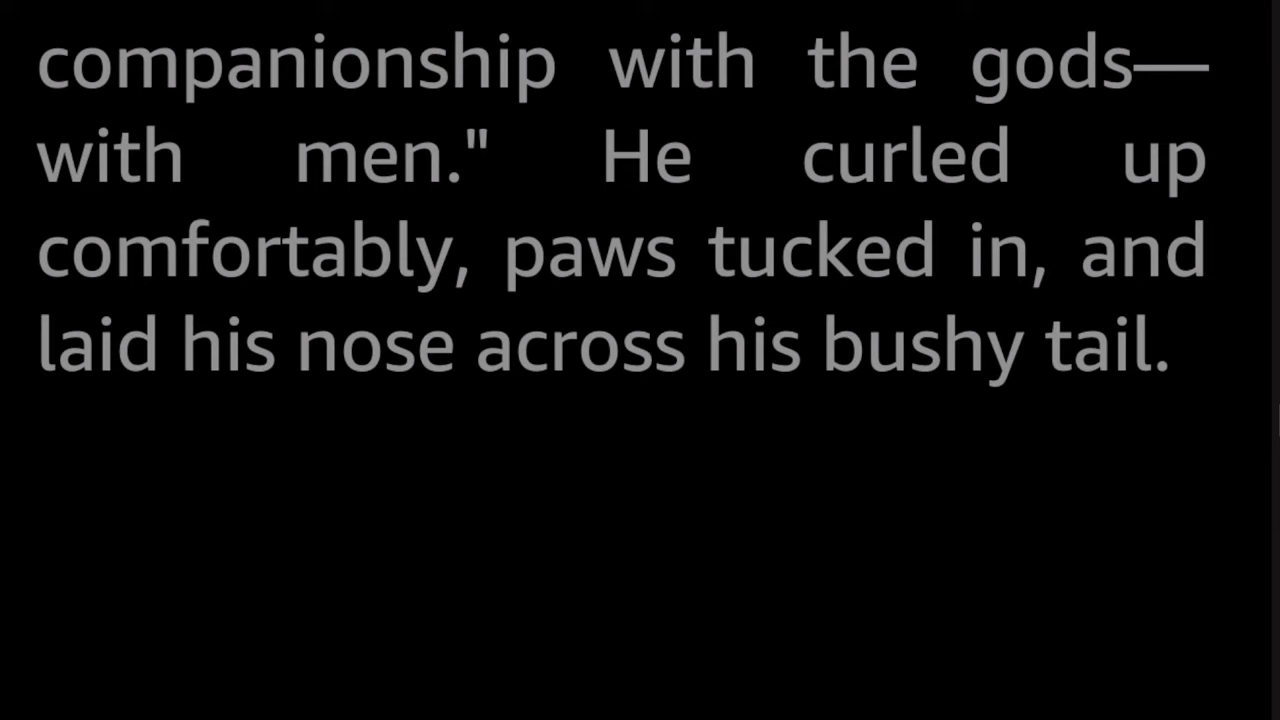 companionship with the gods—
with men." He curled up
comfortably, paws tucked in, and
laid his nose across his bushy tail.